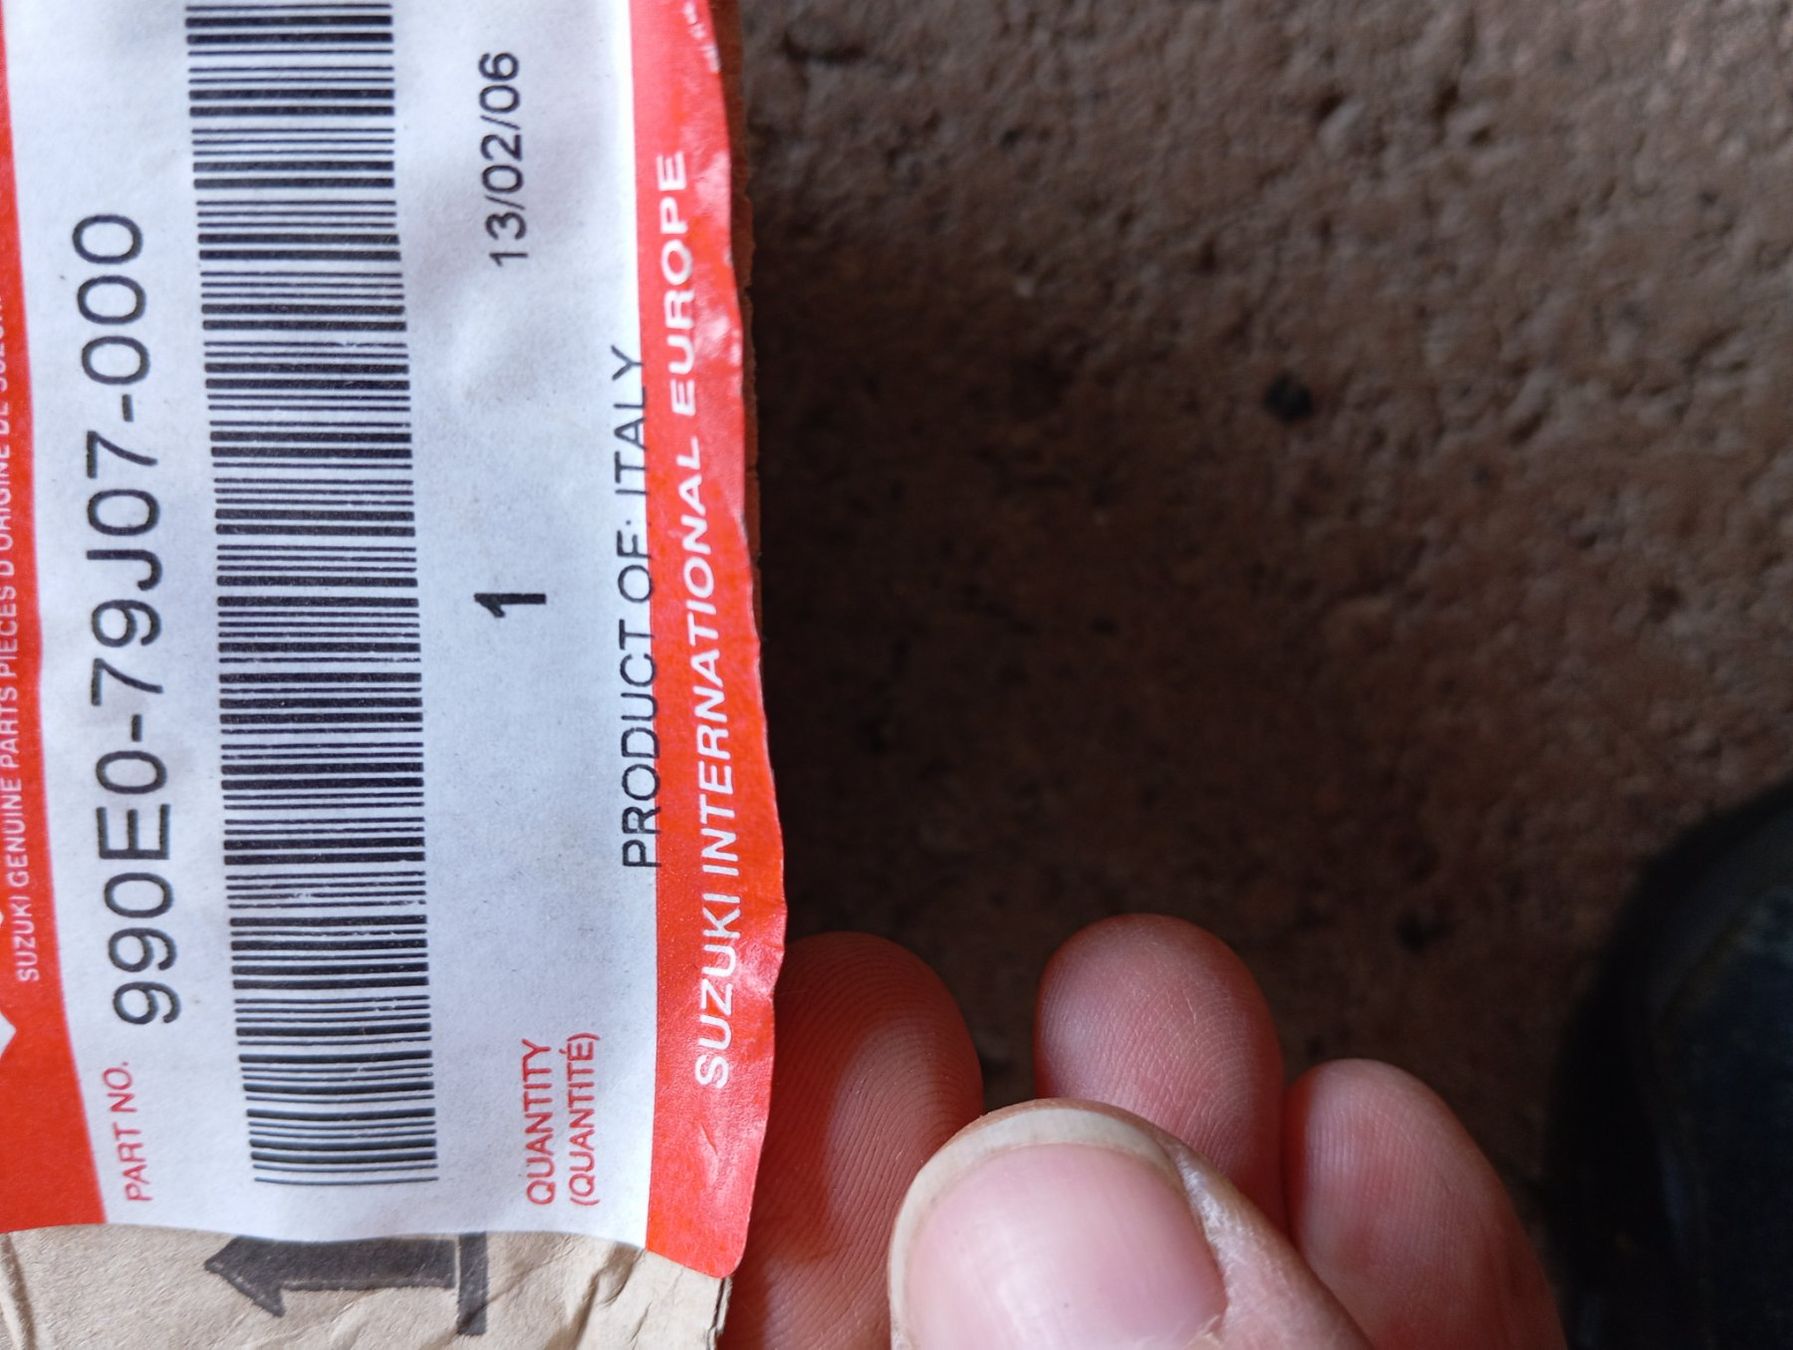 SUZUKI GENUINE PARTS PIECES D'ORIGINE DE
PART NO. 990E0-79J07-000
13/02/06
QUANTITY 1
(QUANTITÉ)
PRODUCT OF: ITALY
SUZUKI INTERNATIONAL EUROPE